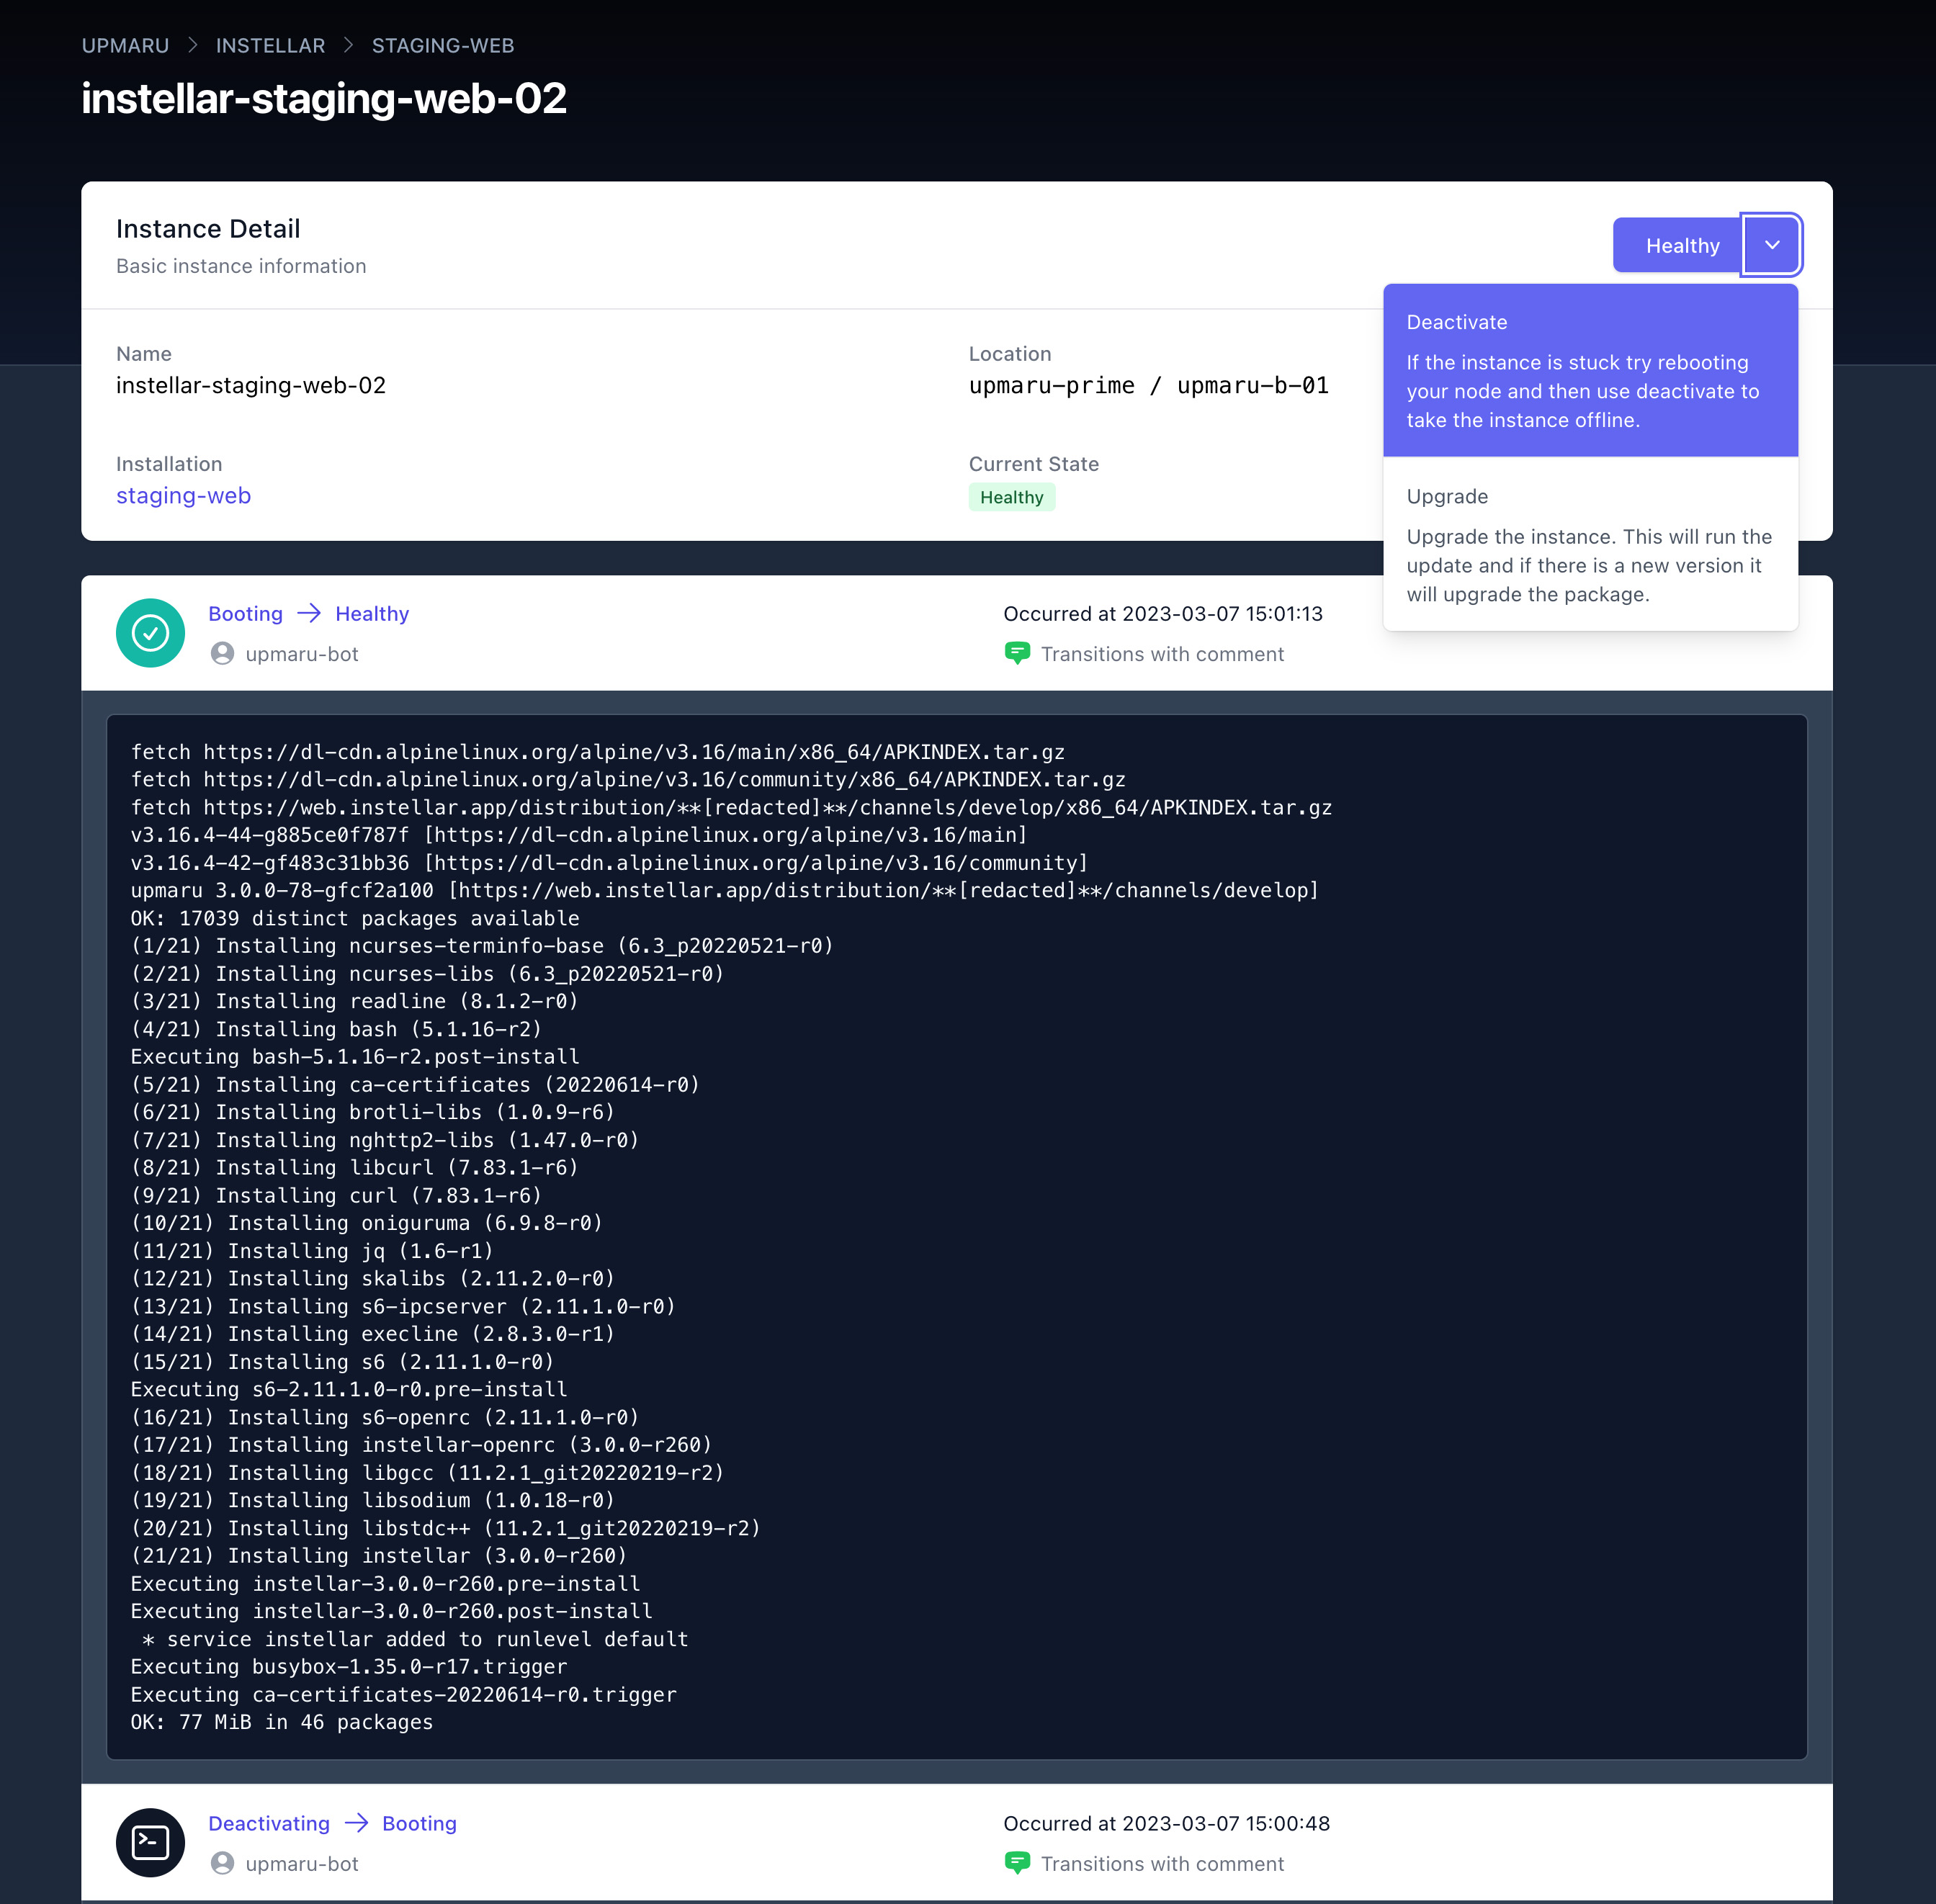 UPMARU INSTELLAR STAGING-WEB
instellar-staging-web-02
Instance Detail
Basic instance information
Healthy
Deactivate
If the instance is stuck try rebooting
your node and then use deactivate to
take the instance offline.
Upgrade
Upgrade the instance. This will run the
update and if there is a new version it
will upgrade the package.
Name
instellar-staging-web-02
Location
upmaru-prime / upmaru-b-01
Installation
staging-web
Current State
Healthy
Booting → Healthy
upmaru-bot
Occurred at 2023-03-07 15:01:13
Transitions with comment
fetch https://dl-cdn.alpinelinux.org/alpine/v3.16/main/x86_64/APKINDEX.tar.gz
fetch https://dl-cdn.alpinelinux.org/alpine/v3.16/community/x86_64/APKINDEX.tar.gz
fetch https://web.instellar.app/distribution/**[redacted]**/channels/develop/x86_64/APKINDEX.tar.gz
v3.16.4-44-g885ce0f787f [https://dl-cdn.alpinelinux.org/alpine/v3.16/main]
v3.16.4-42-gf483c31bb36 [https://dl-cdn.alpinelinux.org/alpine/v3.16/community]
upmaru 3.0.0-78-gfcf2a100 [https://web.instellar.app/distribution/**[redacted]**/channels/develop]
OK: 17039 distinct packages available
(1/21) Installing ncurses-terminfo-base (6.3_p20220521-r0)
(2/21) Installing ncurses-libs (6.3_p20220521-r0)
(3/21) Installing readline (8.1.2-r0)
(4/21) Installing bash (5.1.16-r2)
Executing bash-5.1.16-r2.post-install
(5/21) Installing ca-certificates (20220614-r0)
(6/21) Installing brotli-libs (1.0.9-r6)
(7/21) Installing nghttp2-libs (1.47.0-r0)
(8/21) Installing libcurl (7.83.1-r6)
(9/21) Installing curl (7.83.1-r6)
(10/21) Installing oniguruma (6.9.8-r0)
(11/21) Installing jq (1.6-r1)
(12/21) Installing skalibs (2.11.2.0-r0)
(13/21) Installing s6-ipcserver (2.11.1.0-r0)
(14/21) Installing execline (2.8.3.0-r1)
(15/21) Installing s6 (2.11.1.0-r0)
Executing s6-2.11.1.0-r0.pre-install
(16/21) Installing s6-openrc (2.11.1.0-r0)
(17/21) Installing instellar-openrc (3.0.0-r260)
(18/21) Installing libgcc (11.2.1_git20220219-r2)
(19/21) Installing libsodium (1.0.18-r0)
(20/21) Installing libstdc++ (11.2.1_git20220219-r2)
(21/21) Installing instellar (3.0.0-r260)
Executing instellar-3.0.0-r260.pre-install
Executing instellar-3.0.0-r260.post-install
* service instellar added to runlevel default
Executing busybox-1.35.0-r17.trigger
Executing ca-certificates-20220614-r0.trigger
OK: 77 MiB in 46 packages
Deactivating → Booting
upmaru-bot
Occurred at 2023-03-07 15:00:48
Transitions with comment